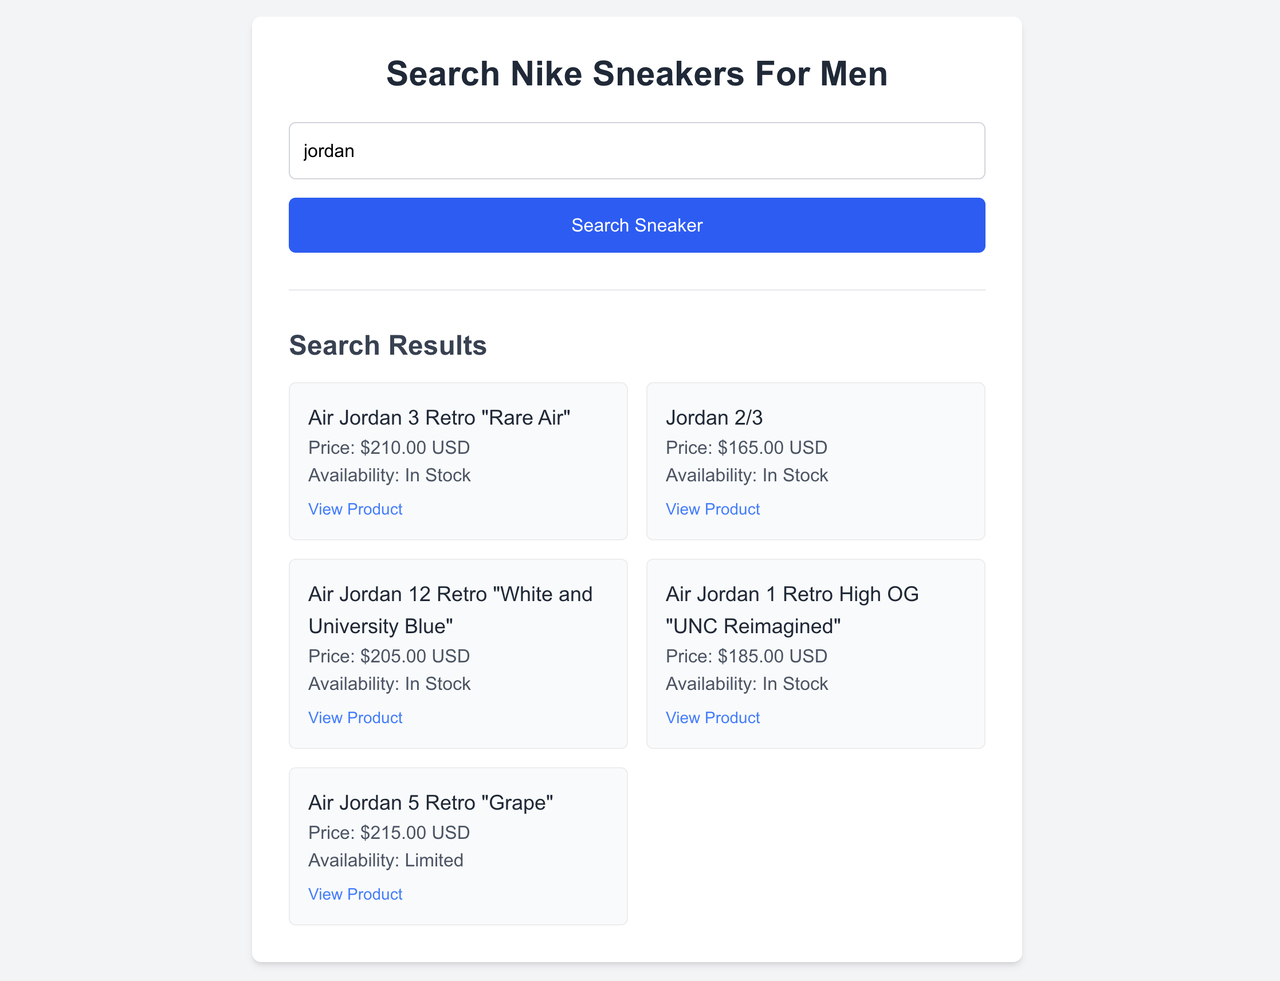 Search Nike Sneakers For Men
jordan
Search Sneaker
Search Results
Air Jordan 3 Retro "Rare Air"
Price: $210.00 USD
Availability: In Stock
View Product
Jordan 2/3
Price: $165.00 USD
Availability: In Stock
View Product
Air Jordan 12 Retro "White and
University Blue"
Price: $205.00 USD
Availability: In Stock
View Product
Air Jordan 1 Retro High OG
"UNC Reimagined"
Price: $185.00 USD
Availability: In Stock
View Product
Air Jordan 5 Retro "Grape"
Price: $215.00 USD
Availability: Limited
View Product